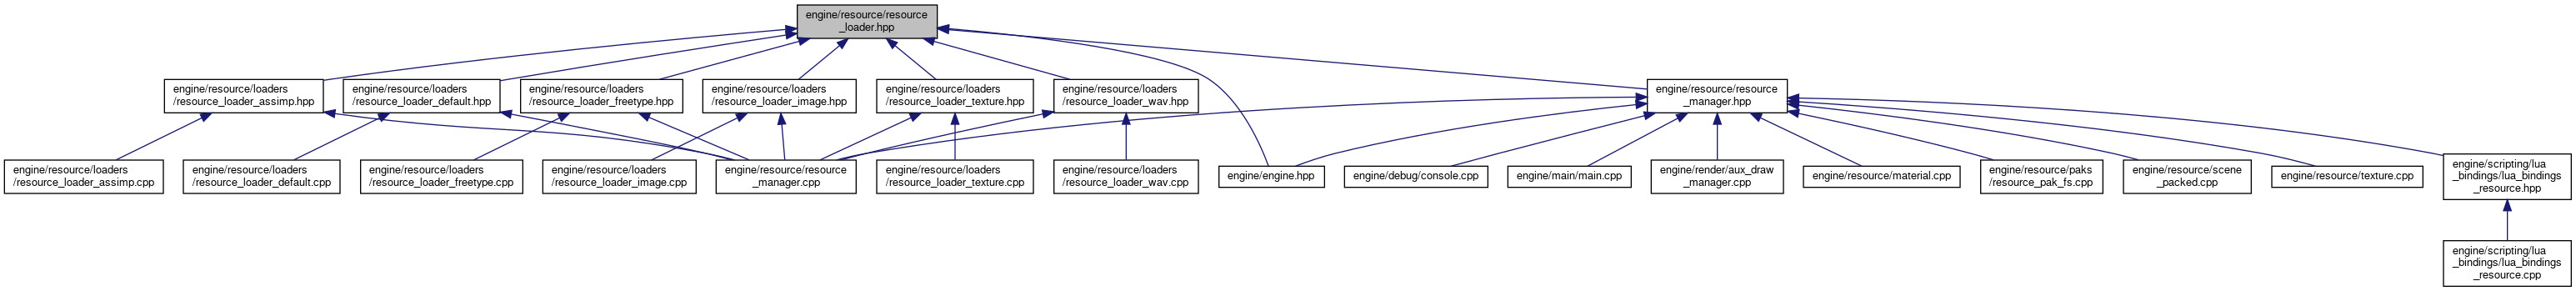 engine/resource/resource
_loader.hpp
engine/resource/loaders
/resource_loader_assimp.hpp
engine/resource/loaders
/resource_loader_default.hpp
engine/resource/loaders
/resource_loader_freetype.hpp
engine/resource/loaders
/resource_loader_image.hpp
engine/resource/loaders
/resource_loader_texture.hpp
engine/resource/loaders
/resource_loader_wav.hpp
engine/resource/resource
_manager.hpp
engine/resource/loaders
/resource_loader_assimp.cpp
engine/resource/loaders
/resource_loader_default.cpp
engine/resource/loaders
/resource_loader_freetype.cpp
engine/resource/loaders
/resource_loader_image.cpp
engine/resource/resource
_manager.cpp
engine/resource/loaders
/resource_loader_texture.cpp
engine/resource/loaders
/resource_loader_wav.cpp
engine/engine.hpp
engine/debug/console.cpp
engine/main/main.cpp
engine/render/aux_draw
_manager.cpp
engine/resource/material.cpp
engine/resource/paks
/resource_pak_fs.cpp
engine/resource/scene
_packed.cpp
engine/resource/texture.cpp
engine/scripting/lua
_bindings/lua_bindings
_resource.hpp
engine/scripting/lua
_bindings/lua_bindings
_resource.cpp